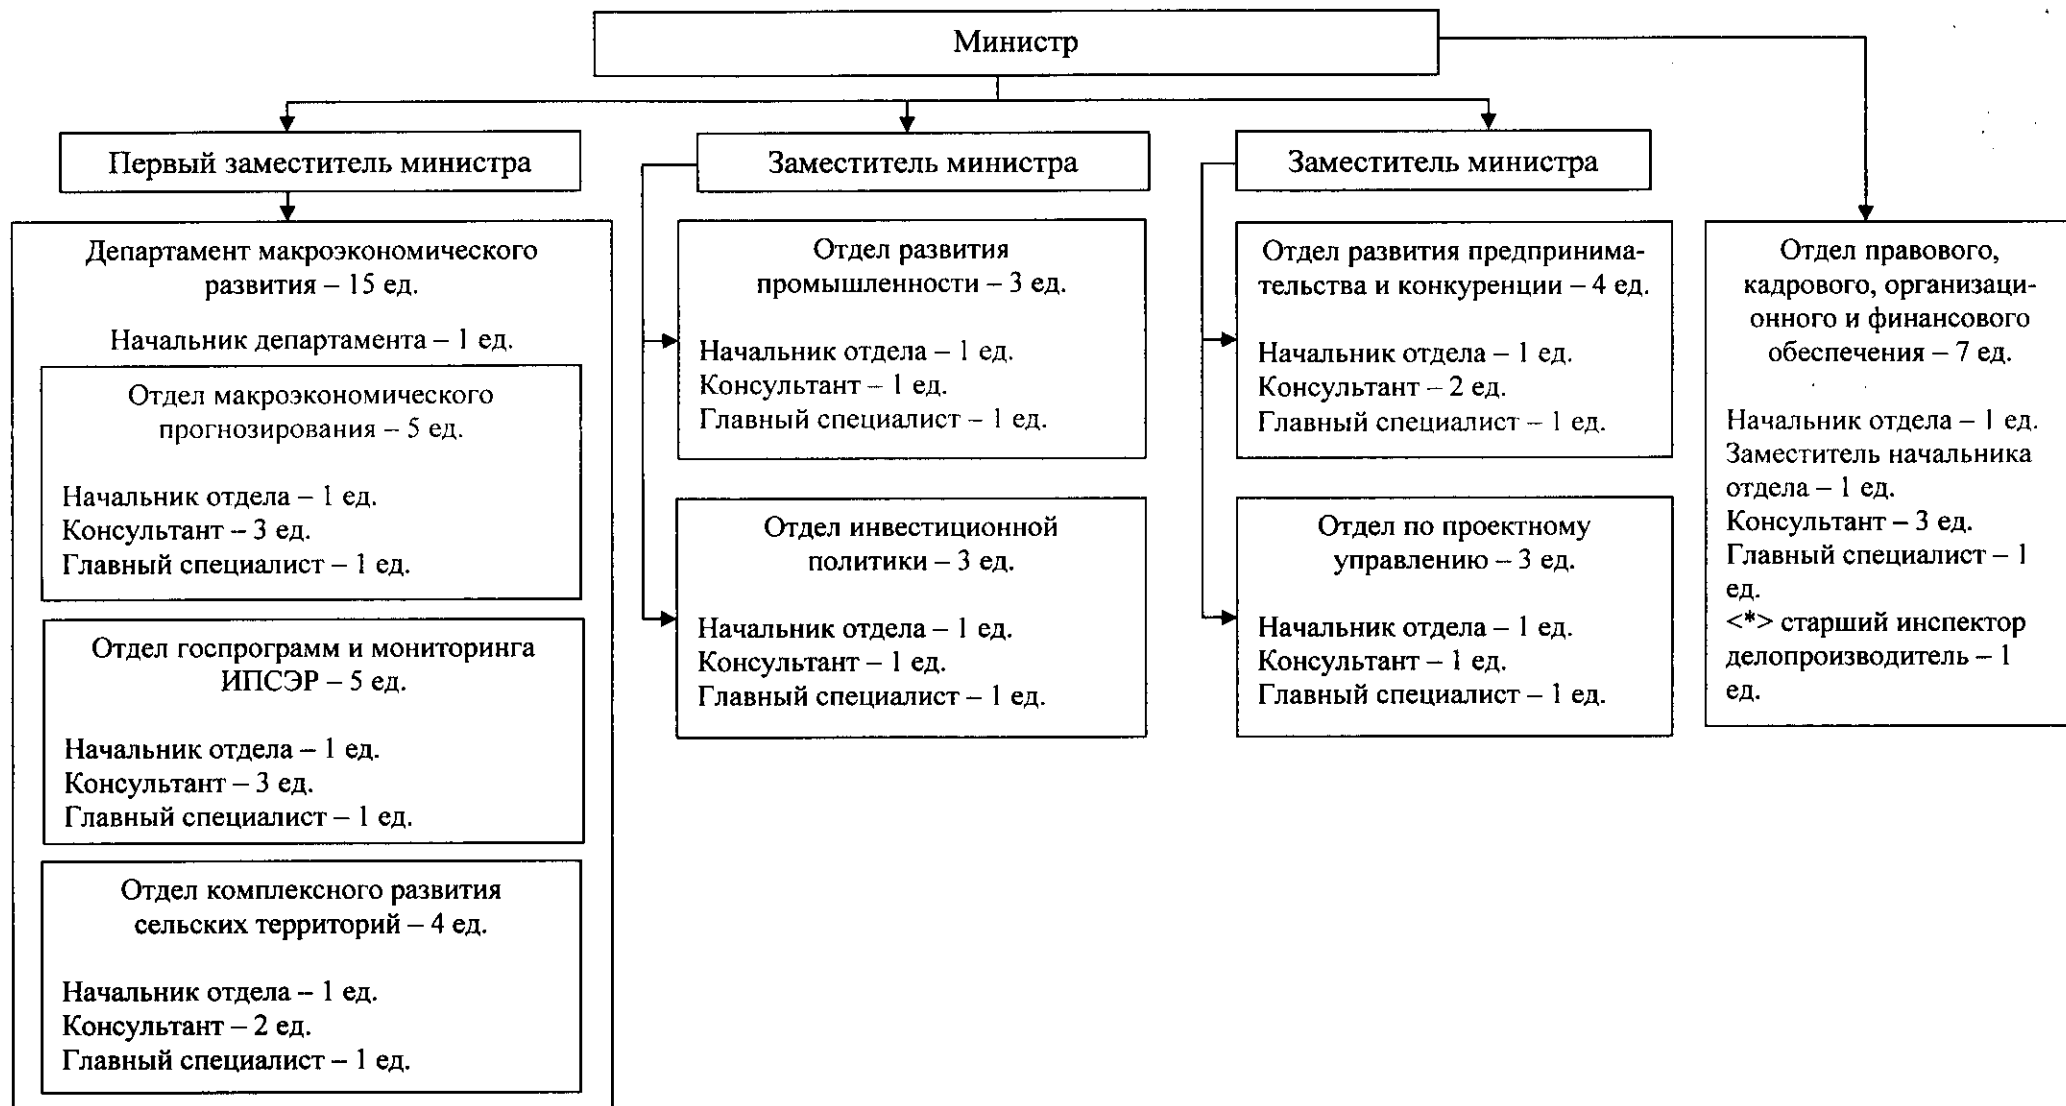 Министр
Первый заместитель министра
Заместитель министра
Заместитель министра
Департамент макроэкономического
развития – 15 ед.
Начальник департамента – 1 ед.
Отдел макроэкономического
прогнозирования – 5 ед.
Начальник отдела – 1 ед.
Консультант – 3 ед.
Главный специалист – 1 ед.
Отдел госпрограмм и мониторинга
ИПСЭР – 5 ед.
Начальник отдела – 1 ед.
Консультант – 3 ед.
Главный специалист – 1 ед.
Отдел комплексного развития
сельских территорий – 4 ед.
Начальник отдела – 1 ед.
Консультант – 2 ед.
Главный специалист – 1 ед.
Отдел развития
промышленности – 3 ед.
Начальник отдела – 1 ед.
Консультант – 1 ед.
Главный специалист – 1 ед.
Отдел инвестиционной
политики – 3 ед.
Начальник отдела – 1 ед.
Консультант – 1 ед.
Главный специалист – 1 ед.
Отдел развития предпринима-
тельства и конкуренции – 4 ед.
Начальник отдела – 1 ед.
Консультант – 2 ед.
Главный специалист – 1 ед.
Отдел по проектному
управлению – 3 ед.
Начальник отдела – 1 ед.
Консультант – 1 ед.
Главный специалист – 1 ед.
Отдел правового,
кадрового, организаци-
онного и финансового
обеспечения – 7 ед.
Начальник отдела – 1 ед.
Заместитель начальника
отдела – 1 ед.
Консультант – 3 ед.
Главный специалист – 1
ед.
<*> старший инспектор
делопроизводитель – 1
ед.